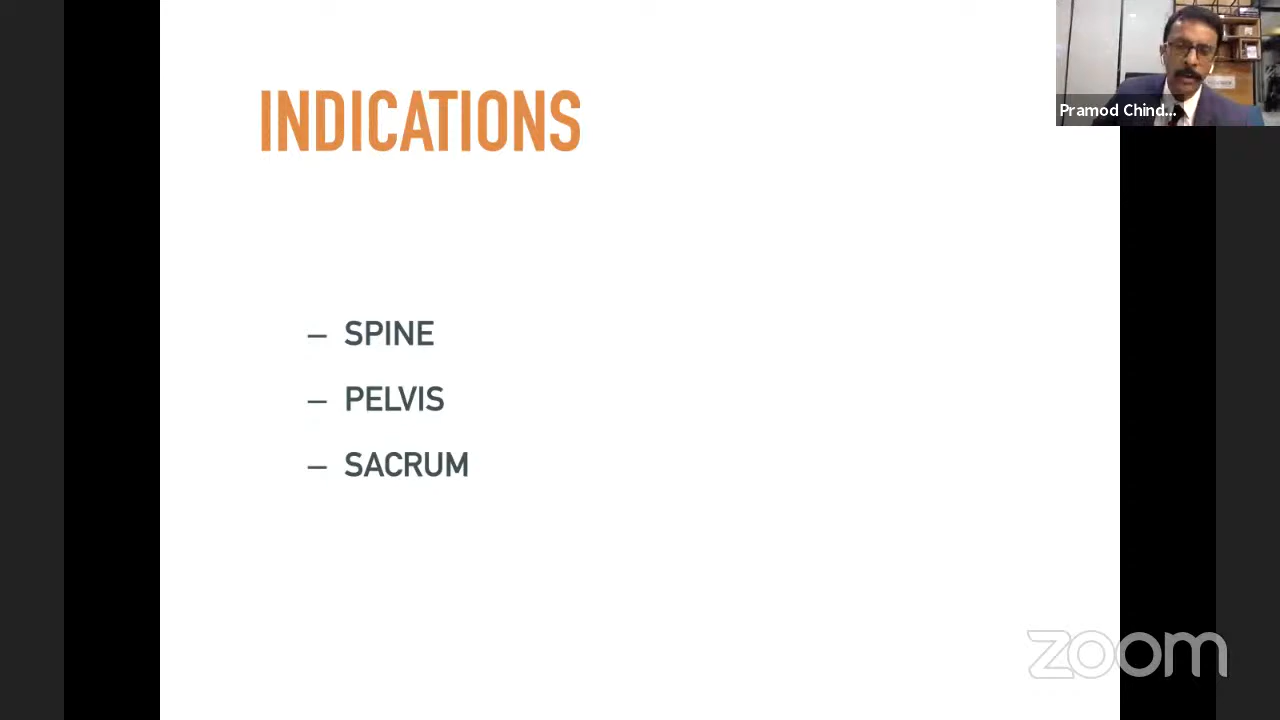 Pramod Chind...
INDICATIONS
– SPINE
– PELVIS
– SACRUM
zoom